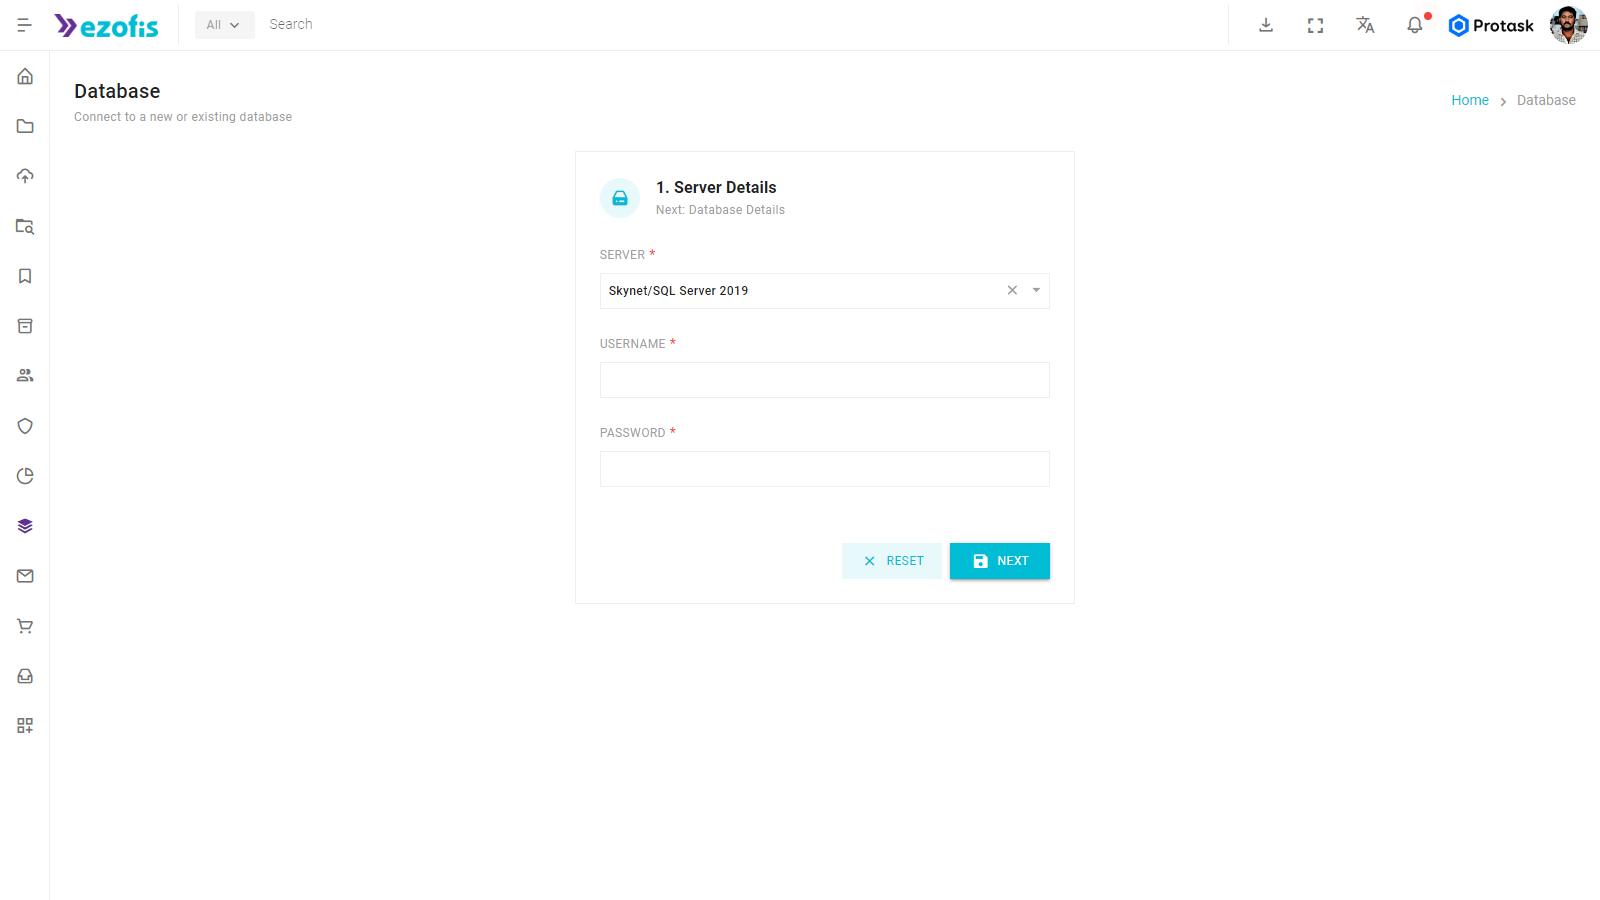 ezofis
All
Search
Protask
Database
Connect to a new or existing database
Home
Database
1. Server Details
Next: Database Details
SERVER *
Skynet/SQL Server 2019
USERNAME *
PASSWORD *
RESET
NEXT